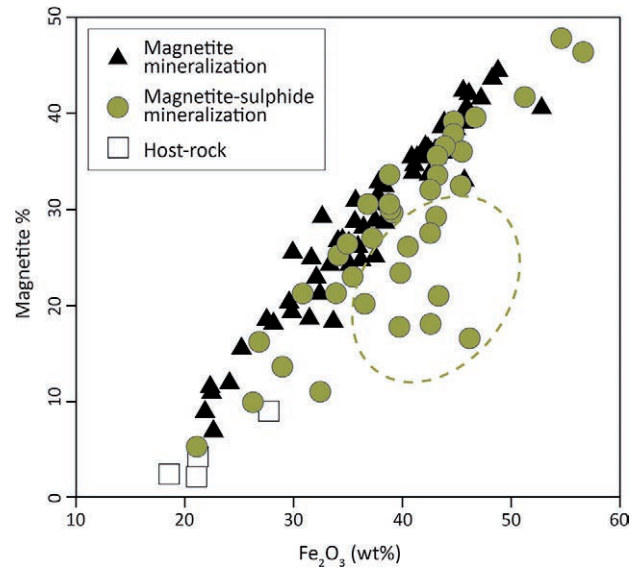 50
40
30
20
10
0
Magnetite %
Magnetite
mineralization
Magnetite-sulphide
mineralization
Host-rock
10 20 30 40 50 60
Fe₂O₃ (wt%)